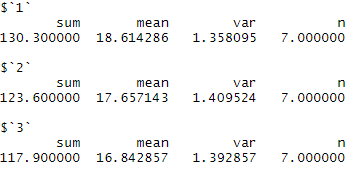 $`1`
sum mean var n
130.300000 18.614286 1.358095 7.000000
$`2`
sum mean var n
123.600000 17.657143 1.409524 7.000000
$`3`
sum mean var n
117.900000 16.842857 1.392857 7.000000